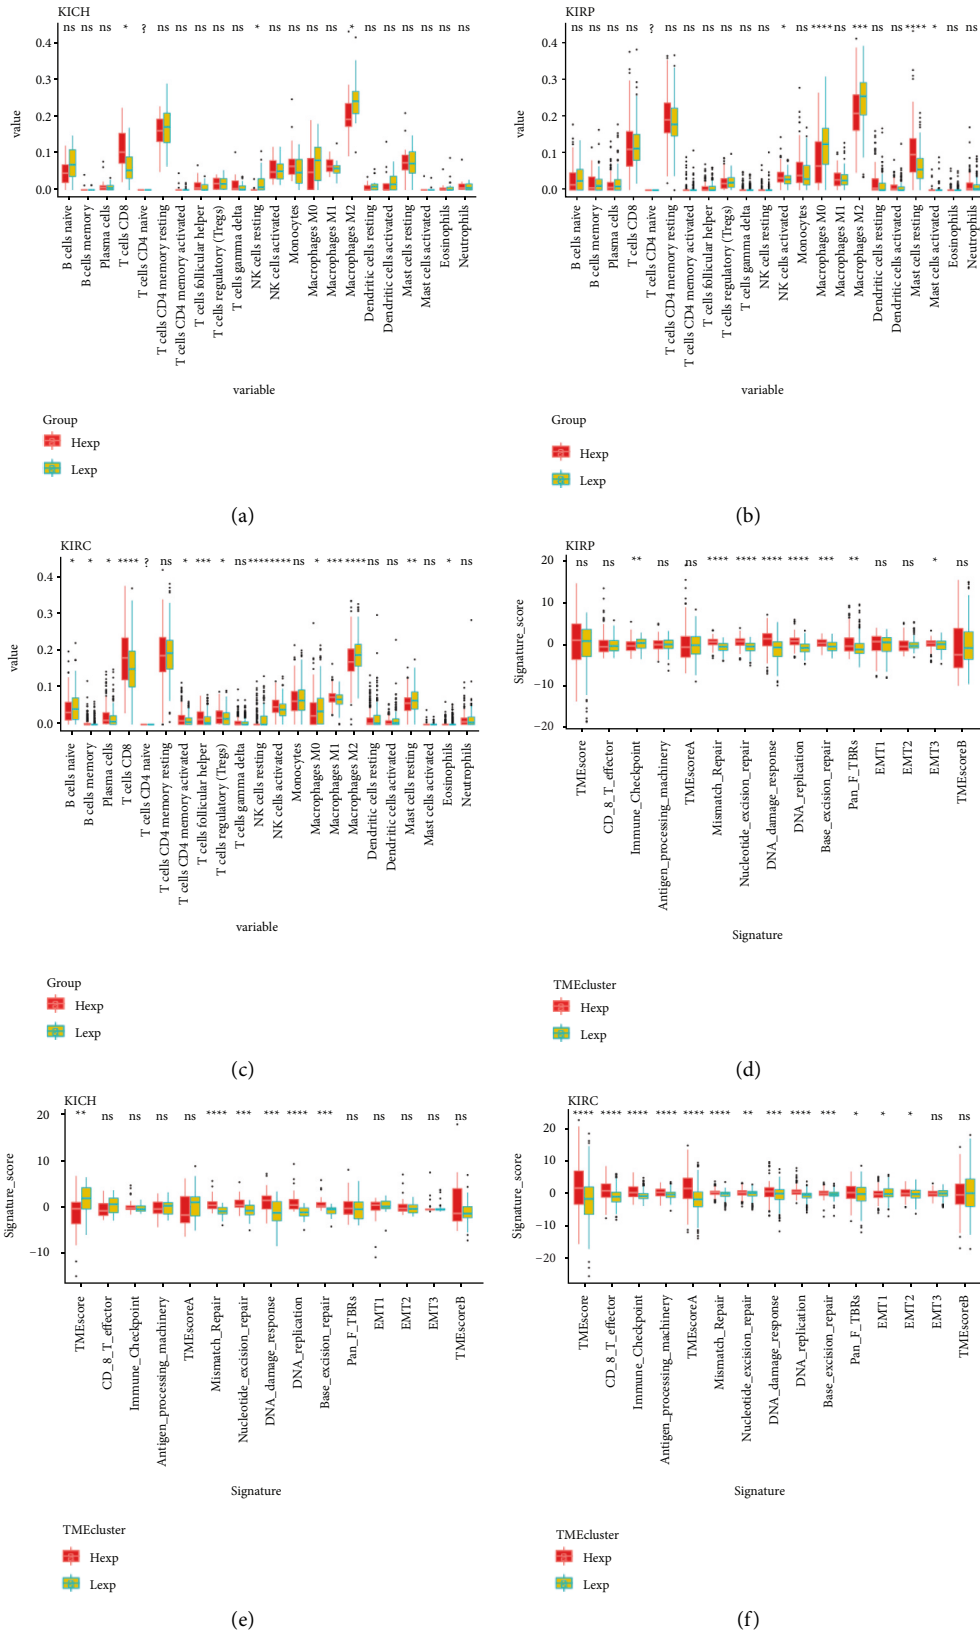 KICH
ns ns ns * ? ns ns ns ns ns * ns ns ns ns * ns ns ns ns ns ns
0.4
0.3
0.2
0.1
0.0
value
B cells naive
B cells memory
Plasma cells
T cells CD8
T cells CD4 naive
T cells CD4 memory resting
T cells CD4 memory activated
T cells follicular helper
T cells regulatory (Tregs)
T cells gamma delta
NK cells resting
NK cells activated
Monocytes
Macrophages M0
Macrophages M1
Macrophages M2
Dendritic cells resting
Dendritic cells activated
Mast cells resting
Mast cells activated
Eosinophils
Neutrophils
variable
Group
Hexp
Lexp
(a)
KIRP
ns ns ns ns ? ns ns ns ns ns ns * ns **** ns *** ns ns **** * ns ns
0.4
0.3
0.2
0.1
0.0
value
B cells naive
B cells memory
Plasma cells
T cells CD8
T cells CD4 naive
T cells CD4 memory resting
T cells CD4 memory activated
T cells follicular helper
T cells regulatory (Tregs)
T cells gamma delta
NK cells resting
NK cells activated
Monocytes
Macrophages M0
Macrophages M1
Macrophages M2
Dendritic cells resting
Dendritic cells activated
Mast cells resting
Mast cells activated
Eosinophils
Neutrophils
variable
Group
Hexp
Lexp
(b)
KIRC
* * * **** ? ns * *** * ns **** **** ns * *** **** ns ns ** ns * ns
0.4
0.3
0.2
0.1
0.0
value
B cells naive
B cells memory
Plasma cells
T cells CD8
T cells CD4 naive
T cells CD4 memory resting
T cells CD4 memory activated
T cells follicular helper
T cells regulatory (Tregs)
T cells gamma delta
NK cells resting
NK cells activated
Monocytes
Macrophages M0
Macrophages M1
Macrophages M2
Dendritic cells resting
Dendritic cells activated
Mast cells resting
Mast cells activated
Eosinophils
Neutrophils
variable
Group
Hexp
Lexp
(c)
KIRP
ns ns ** ns ns **** **** **** **** *** ** ns ns * ns
20
10
0
−10
−20
Signature_score
TMEscore
CD_8_T_effector
Immune_Checkpoint
Antigen_processing_machinery
TMEscoreA
Mismatch_Repair
Nucleotide_excision_repair
DNA_damage_response
DNA_replication
Base_excision_repair
Pan_F_TBRs
EMT1
EMT2
EMT3
TMEscoreB
Signature
TMEcluster
Hexp
Lexp
(d)
KICH
** ns ns ns ns **** *** *** **** *** ns ns ns ns ns
20
10
0
−10
Signature_score
TMEscore
CD_8_T_effector
Immune_Checkpoint
Antigen_processing_machinery
TMEscoreA
Mismatch_Repair
Nucleotide_excision_repair
DNA_damage_response
DNA_replication
Base_excision_repair
Pan_F_TBRs
EMT1
EMT2
EMT3
TMEscoreB
Signature
TMEcluster
Hexp
Lexp
(e)
KIRC
**** **** **** **** **** **** ** *** **** *** * * * ns ns
20
10
0
−10
−20
Signature_score
TMEscore
CD_8_T_effector
Immune_Checkpoint
Antigen_processing_machinery
TMEscoreA
Mismatch_Repair
Nucleotide_excision_repair
DNA_damage_response
DNA_replication
Base_excision_repair
Pan_F_TBRs
EMT1
EMT2
EMT3
TMEscoreB
Signature
TMEcluster
Hexp
Lexp
(f)